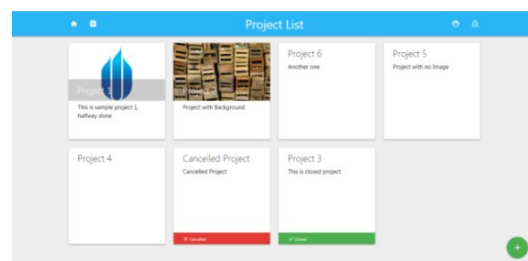 Project List
Project 1
This is sample project 1,
halfway done
Project with Background
Project 6
Another one
Project 5
Project with no Image
Project 4
Cancelled Project
Cancelled Project
Cancelled
Project 3
This is closed project
Closed